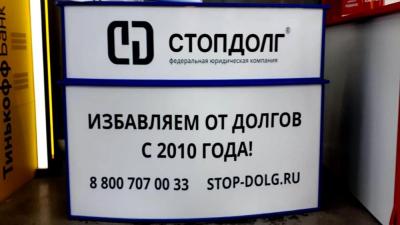 Тинькофф Банк
СТОПДОЛГ®
федеральная юридическая компания
ИЗБАВЛЯЕМ ОТ ДОЛГОВ
С 2010 ГОДА!
8 800 707 00 33 STOP-DOLG.RU